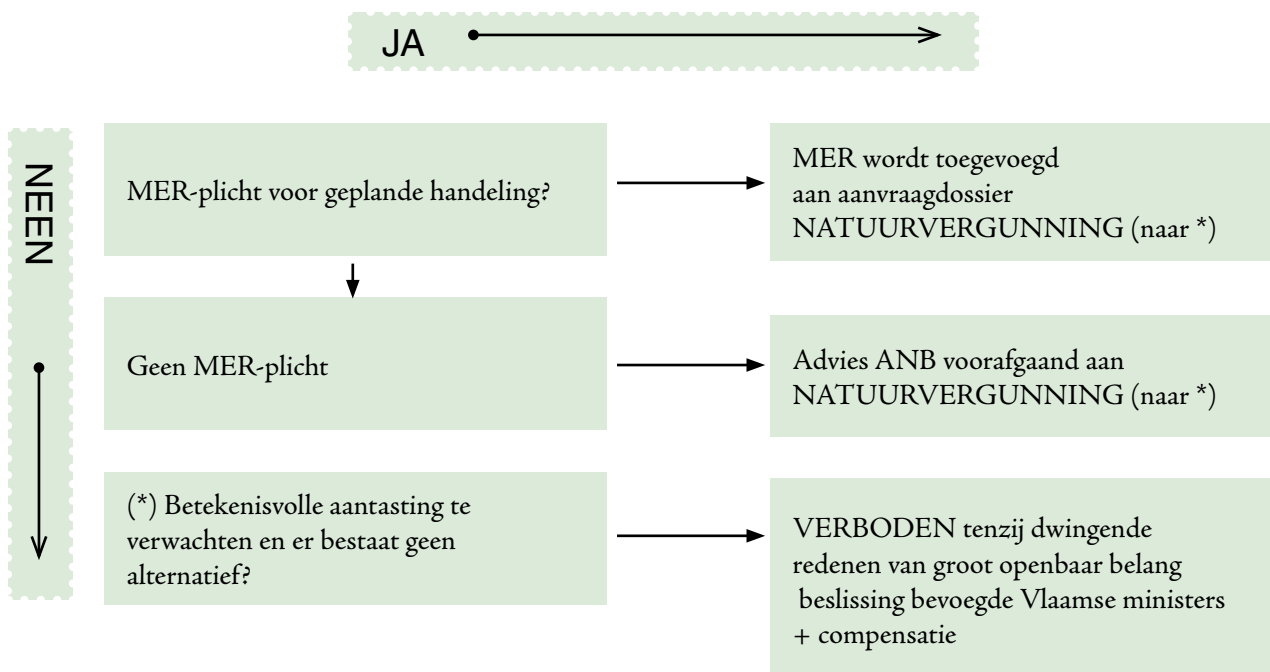 JA
NEEN
MER-plicht voor geplande handeling?
MER wordt toegevoegd
aan aanvraagdossier
NATUURVERGUNNING (naar *)
Geen MER-plicht
Advies ANB voorafgaand aan
NATUURVERGUNNING (naar *)
(*) Betekenisvolle aantasting te
verwachten en er bestaat geen
alternatief?
VERBODEN tenzij dwingende
redenen van groot openbaar belang
beslissing bevoegde Vlaamse ministers
+ compensatie